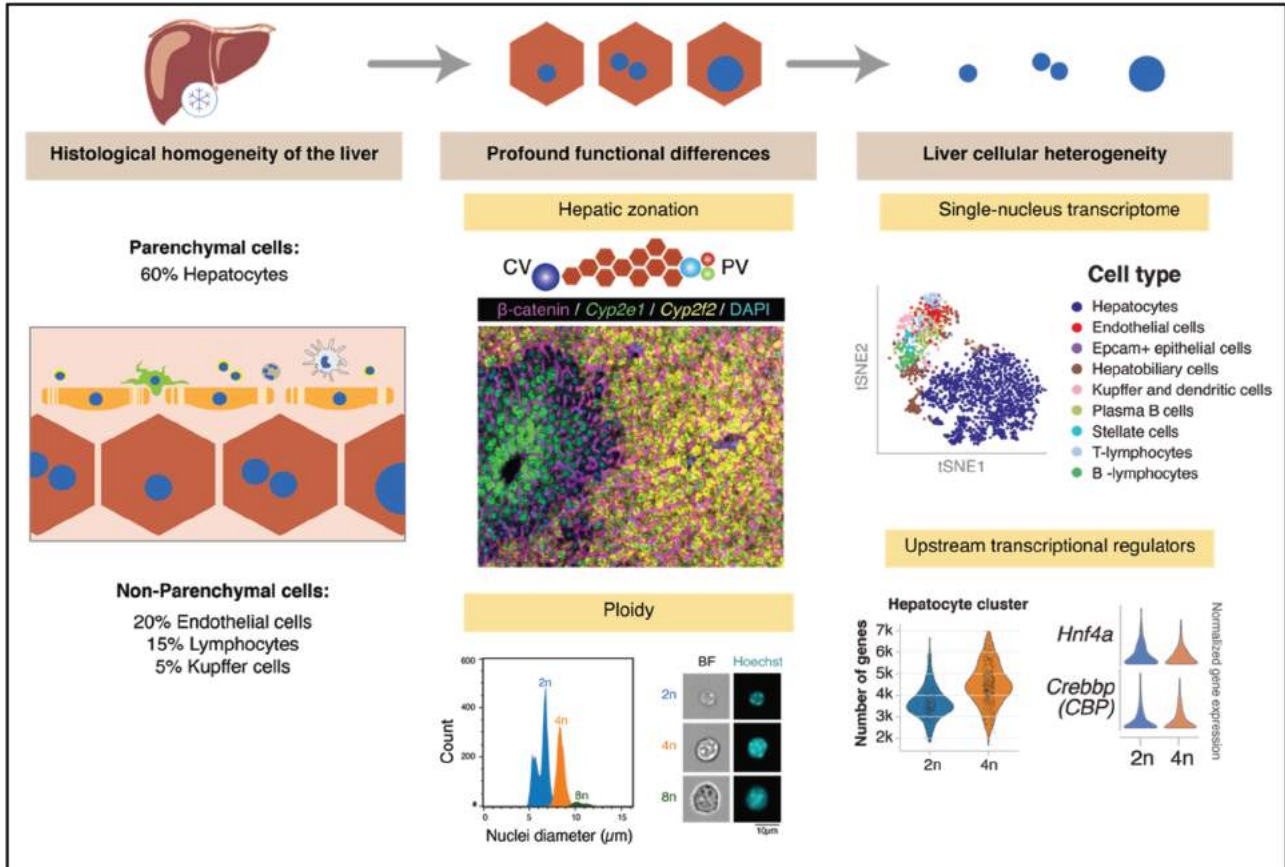 Histological homogeneity of the liver
Parenchymal cells:
60% Hepatocytes
Non-Parenchymal cells:
20% Endothelial cells
15% Lymphocytes
5% Kupffer cells
Profound functional differences
Hepatic zonation
CV
PV
β-catenin / Cyp2e1 / Cyp2f2 / DAPI
Ploidy
Count
600
400
200
0
0
5
10
15
2n
4n
8n
Nuclei diameter (µm)
BF
Hoechst
2n
4n
8n
10µm
Liver cellular heterogeneity
Single-nucleus transcriptome
tSNE2
tSNE1
Cell type
Hepatocytes
Endothelial cells
Epcam+ epithelial cells
Hepatobiliary cells
Kupffer and dendritic cells
Plasma B cells
Stellate cells
T-lymphocytes
B -lymphocytes
Upstream transcriptional regulators
Hepatocyte cluster
Number of genes
7k
6k
5k
4k
3k
2k
2n
4n
Hnf4a
Crebbp
(CBP)
2n
4n
Normalized gene expression